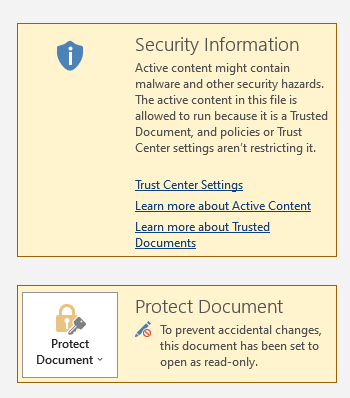 Security Information
Active content might contain
malware and other security hazards.
The active content in this file is
allowed to run because it is a Trusted
Document, and policies or Trust
Center settings aren't restricting it.
Trust Center Settings
Learn more about Active Content
Learn more about Trusted
Documents
Protect
Document
Protect Document
To prevent accidental changes,
this document has been set to
open as read-only.